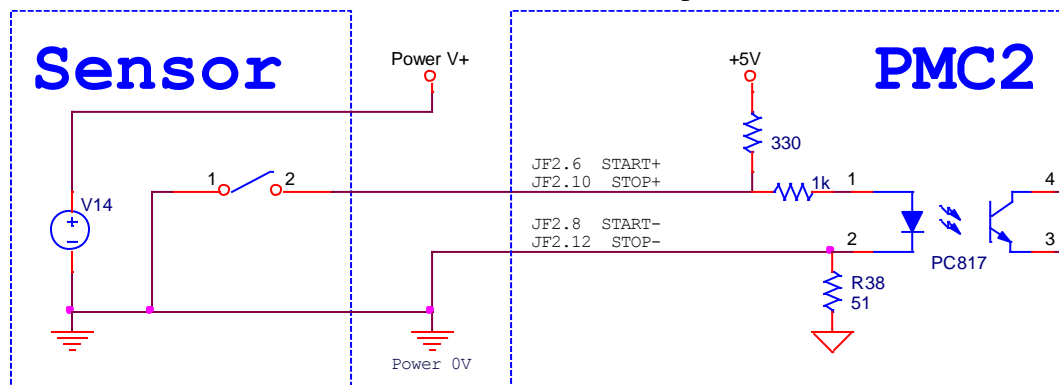 Sensor
Power V+
+5V
PMC2
330
JF2.6 START+
JF2.10 STOP+
1 2
1k
1
4
V14
JF2.8 START-
JF2.12 STOP-
2
3
PC817
R38
51
Power 0V